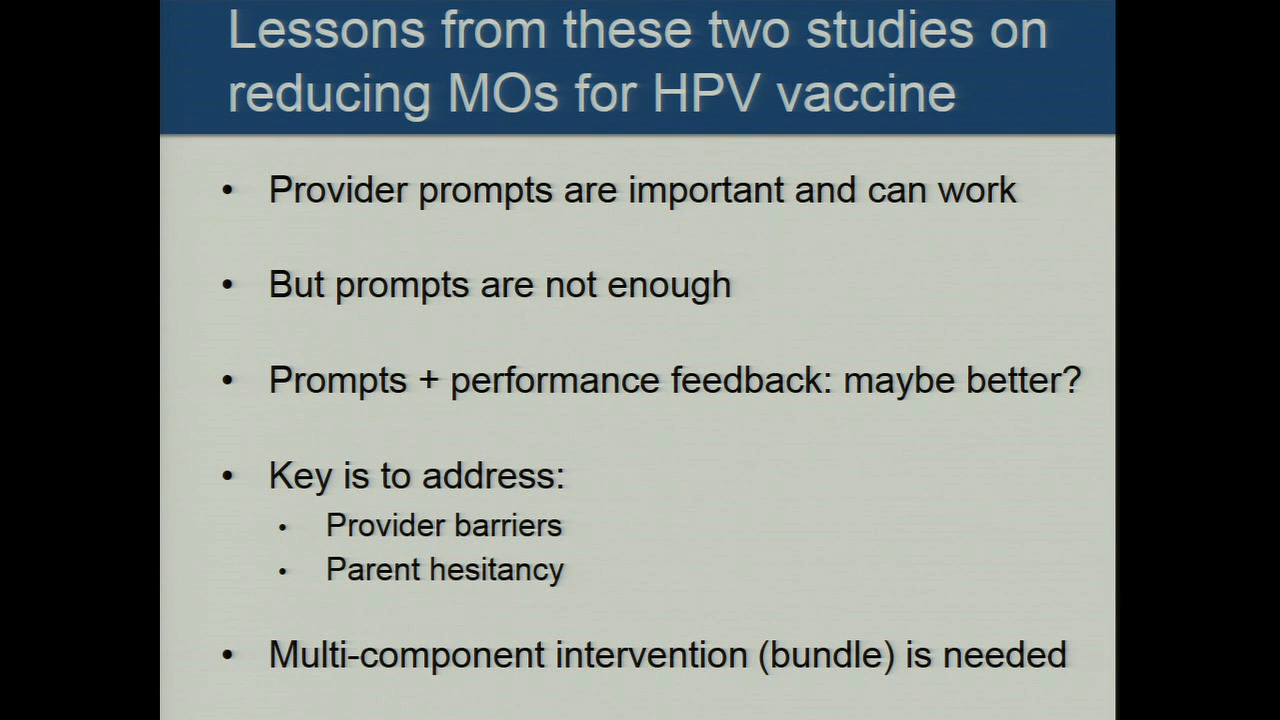 Lessons from these two studies on
reducing MOs for HPV vaccine
• Provider prompts are important and can work
• But prompts are not enough
• Prompts + performance feedback: maybe better?
• Key is to address:
• Provider barriers
• Parent hesitancy
• Multi-component intervention (bundle) is needed